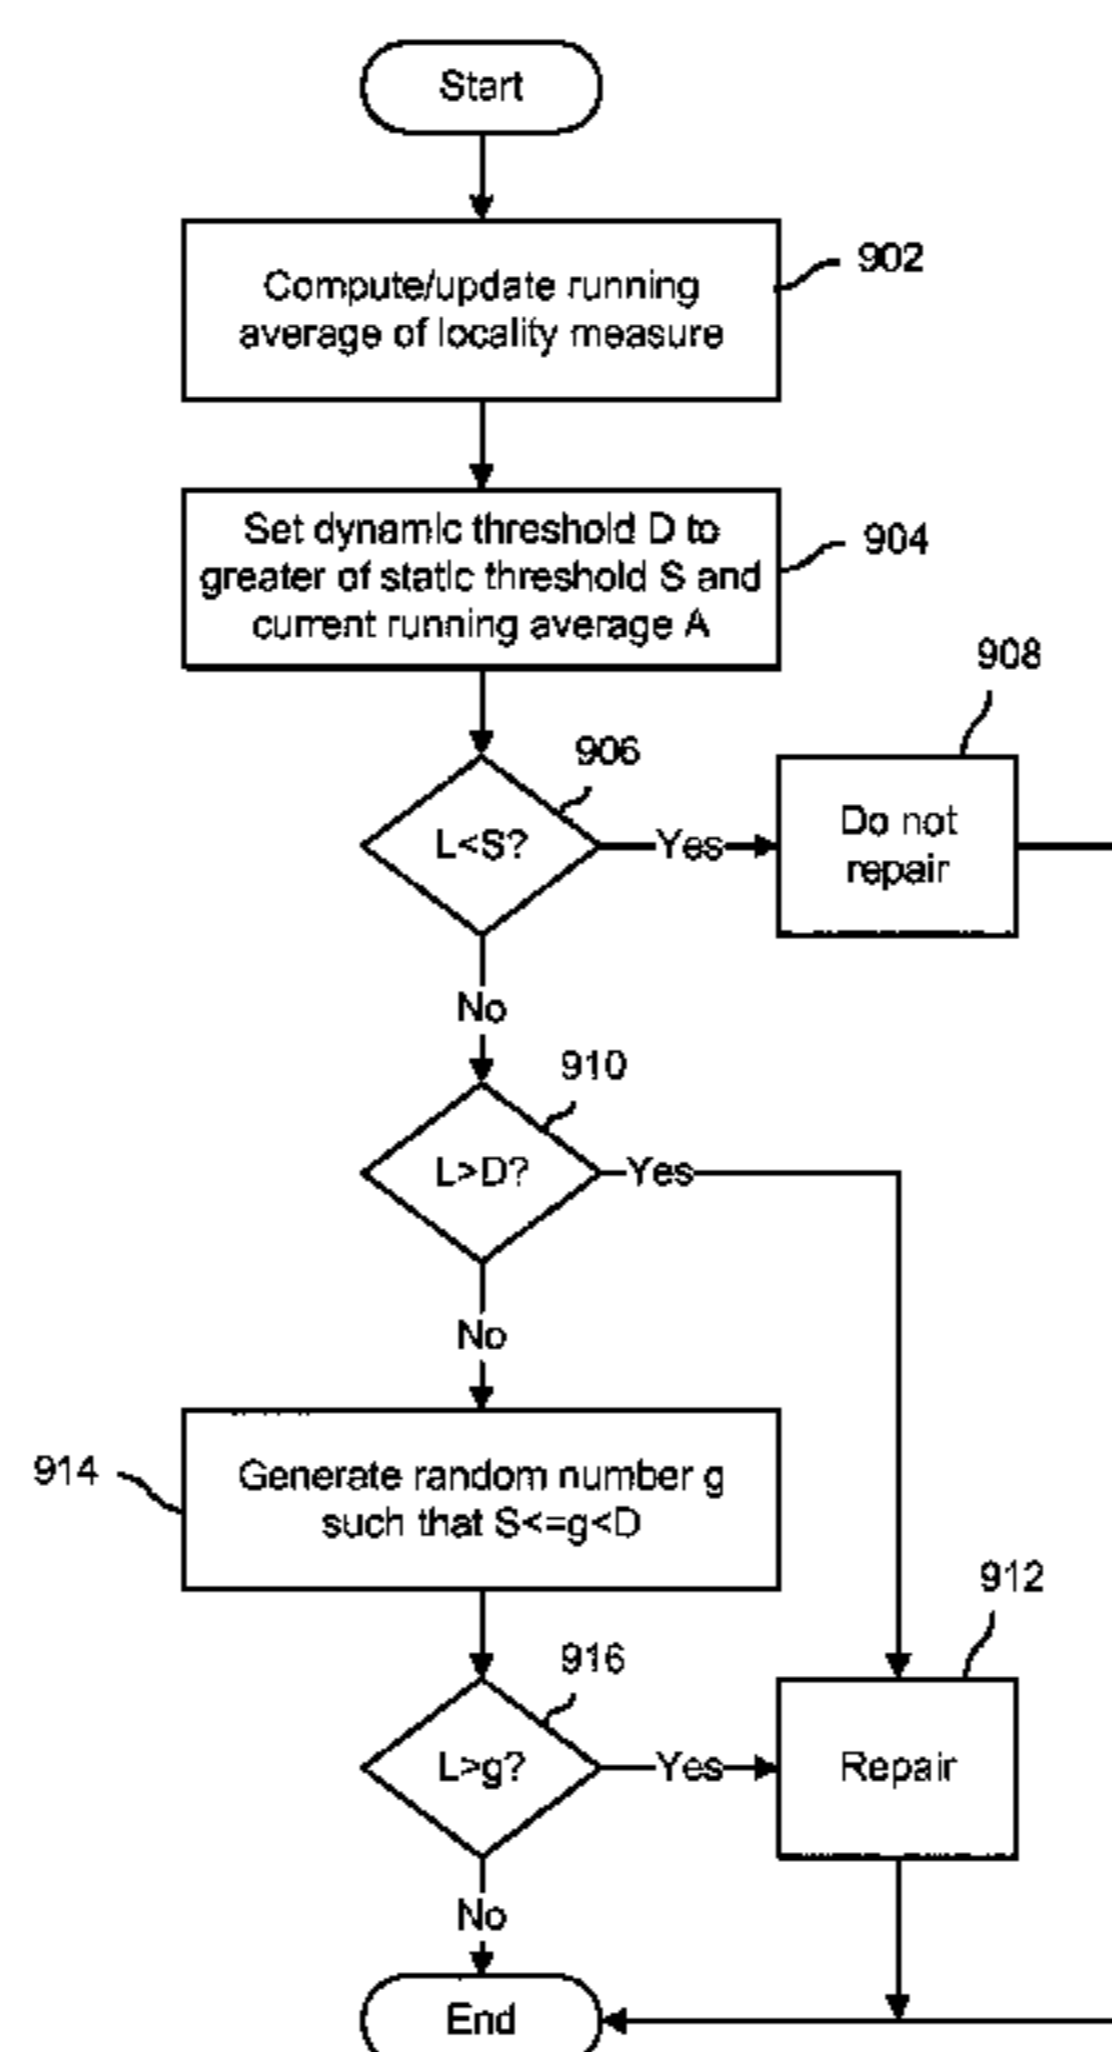 Start
902
Compute/update running
average of locality measure
904
Set dynamic threshold D to
greater of static threshold S and
current running average A
908
906
L<S?
Yes
Do not
repair
No
910
L>D?
Yes
No
914
Generate random number g
such that S<=g<D
912
916
L>g?
Yes
Repair
No
End